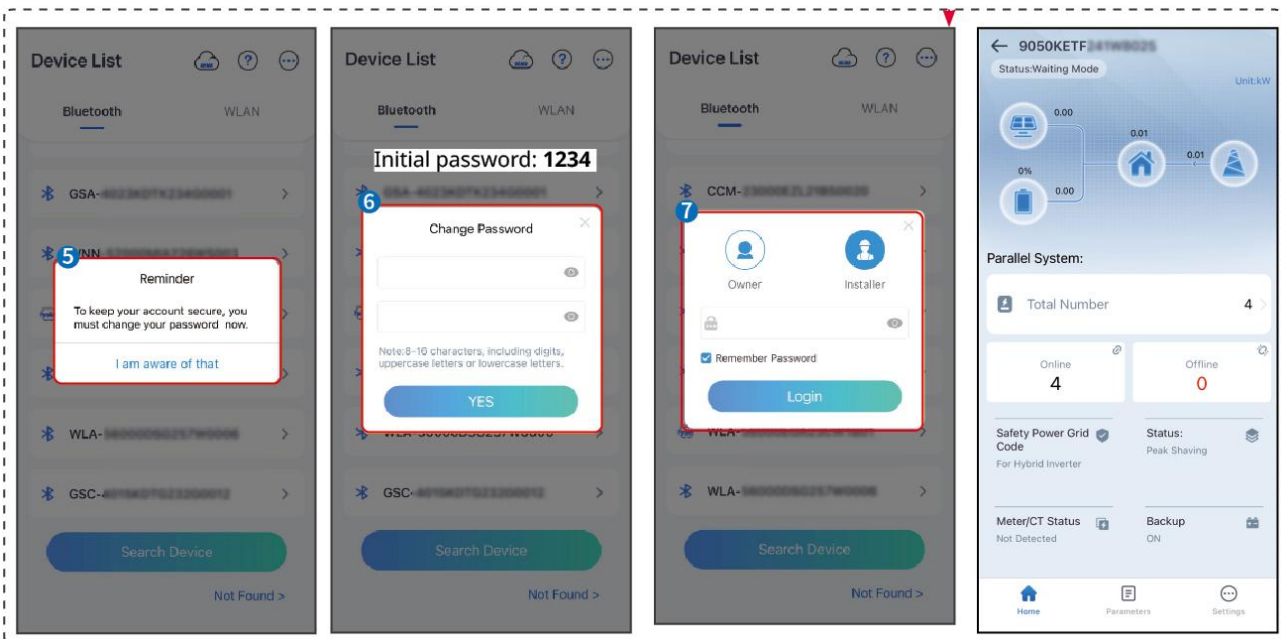 Device List
Bluetooth
WLAN
GSA-
5
Reminder
To keep your account secure, you
must change your password now.
I am aware of that
WLA-
GSC-
Search Device
Not Found >
Device List
Bluetooth
WLAN
Initial password: 1234
6
Change Password
Note:8-16 characters, including digits,
uppercase letters or lowercase letters.
YES
GSC-
Search Device
Not Found >
Device List
Bluetooth
WLAN
CCM-
7
Owner
Installer
Remember Password
Login
WLA-
Search Device
Not Found >
9050KETF
Status:Waiting Mode
Unit:kW
0.00
0.01
0.01
0%
0.00
Parallel System:
Total Number
4
Online
4
Offline
0
Safety Power Grid
Code
For Hybrid Inverter
Status:
Peak Shaving
Meter/CT Status
Not Detected
Backup
ON
Home
Parameters
Settings